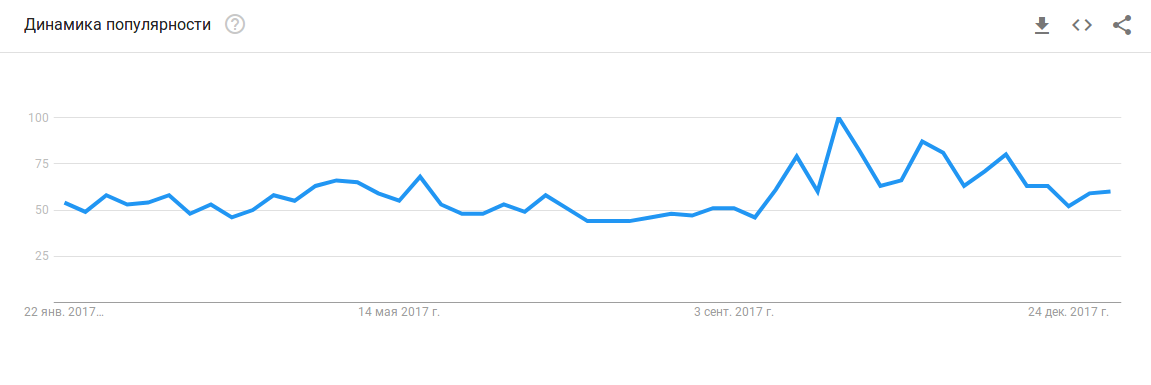 Динамика популярности ?
100
75
50
25
22 янв. 2017…
14 мая 2017 г.
3 сент. 2017 г.
24 дек. 2017 г.